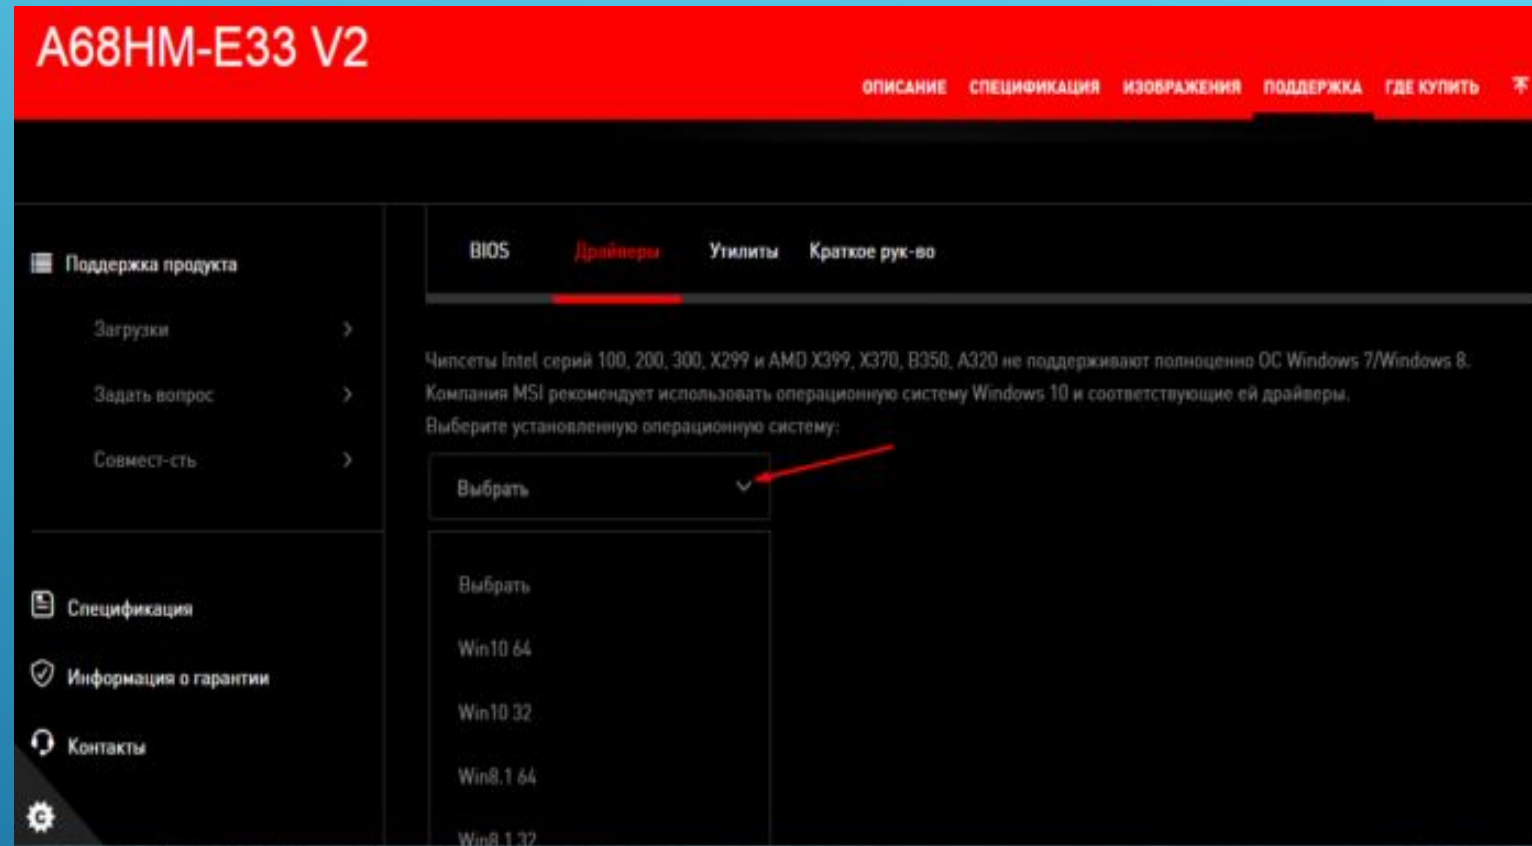 A68HM-E33 V2
ОПИСАНИЕ СПЕЦИФИКАЦИЯ ИЗОБРАЖЕНИЯ ПОДДЕРЖКА ГДЕ КУПИТЬ
Поддержка продукта
Загрузки
Задать вопрос
Совмест-сть
Спецификация
Информация о гарантии
Контакты
BIOS Драйверы Утилиты Краткое рук-во
Чипсеты Intel серий 100, 200, 300, X299 и AMD X399, X370, B350, A320 не поддерживают полноценно ОС Windows 7/Windows 8.
Компания MSI рекомендует использовать операционную систему Windows 10 и соответствующие ей драйверы.
Выберите установленную операционную систему:
Выбрать
Выбрать
Win10 64
Win10 32
Win8.1 64
Win8.1 32